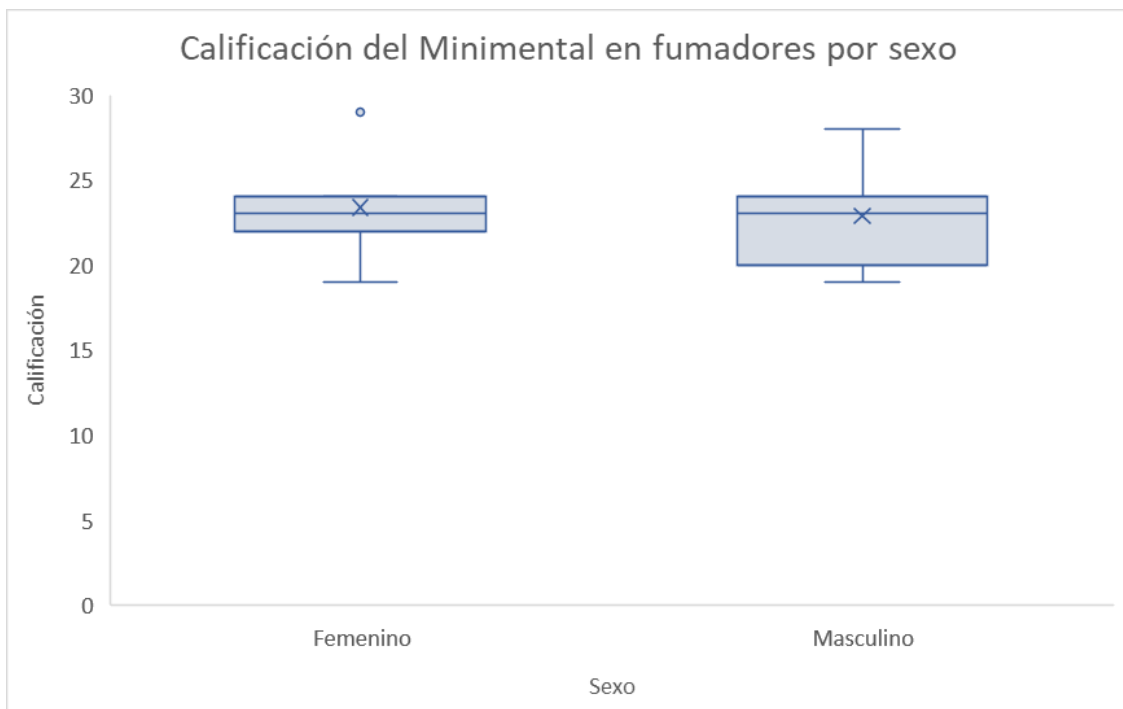 Calificación del Minimental en fumadores por sexo
30
25
20
15
10
5
0
Calificación
Femenino
Masculino
Sexo